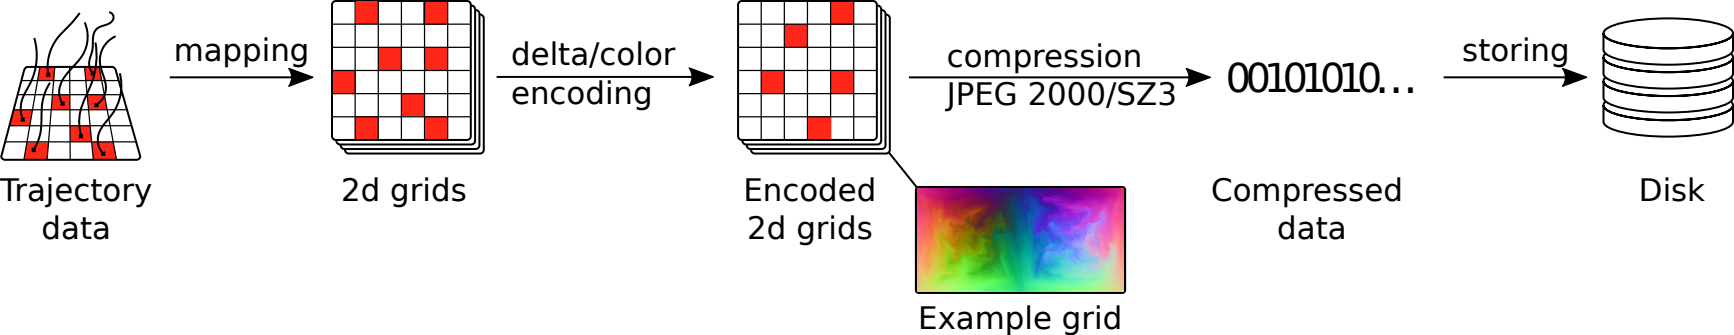 mapping
delta/color
encoding
compression
JPEG 2000/SZ3
00101010...
storing
Trajectory
data
2d grids
Encoded
2d grids
Example grid
Compressed
data
Disk